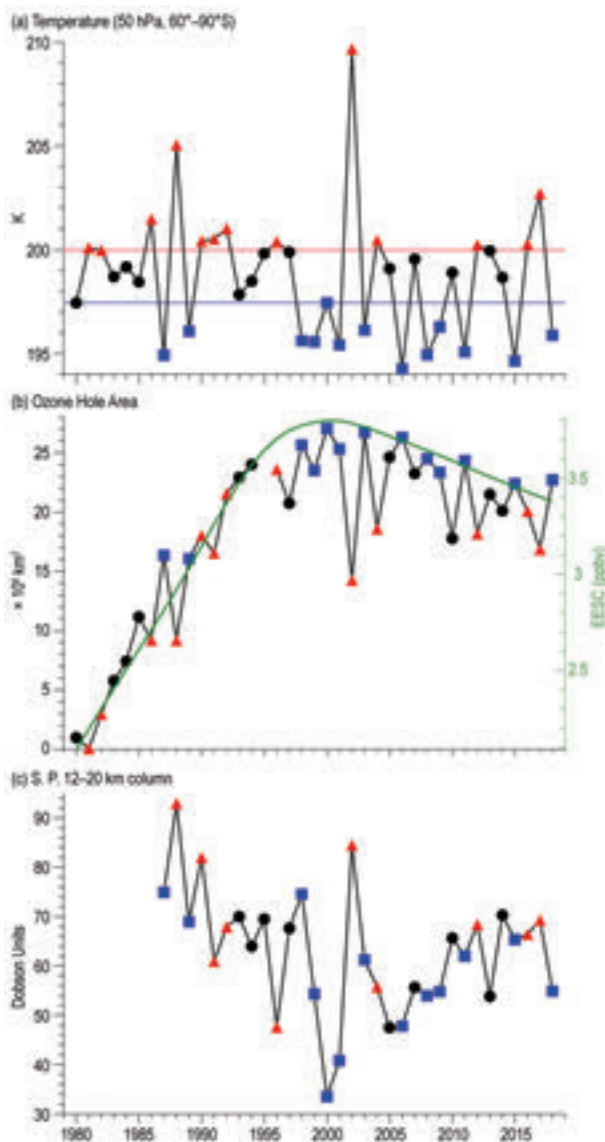 (a) Temperature (50 hPa, 60°–90°S)
210
205
200
195
K
(b) Ozone Hole Area
25
20
15
10
5
0
× 10⁶ km²
3.5
3
2.5
EESC (ppbv)
(c) S. P. 12–20 km column
90
80
70
60
50
40
30
Dobson Units
1980 1985 1990 1995 2000 2005 2010 2015